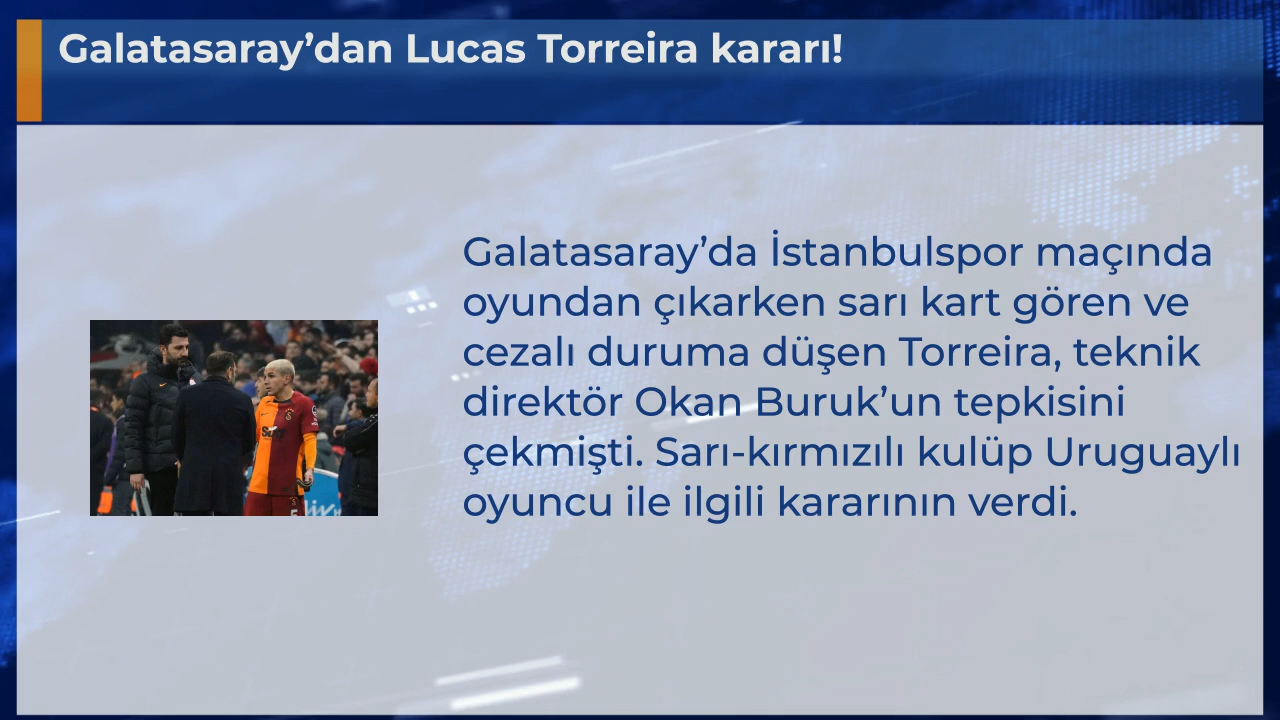 Galatasaray’dan Lucas Torreira kararı!
Galatasaray’da İstanbulspor maçında
oyundan çıkarken sarı kart gören ve
cezalı duruma düşen Torreira, teknik
direktör Okan Buruk’un tepkisini
çekmişti. Sarı-kırmızılı kulüp Uruguaylı
oyuncu ile ilgili kararının verdi.